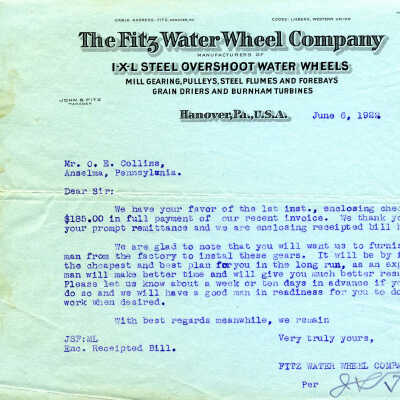 CABLE ADDRESS, FITZ, HANOVER, PA.
CODES: LIEBERS, WESTERN UNION
The Fitz Water Wheel Company
MANUFACTURERS OF
I-X-L STEEL OVERSHOOT WATER WHEELS
MILL GEARING, PULLEYS, STEEL FLUMES AND FOREBAYS
GRAIN DRIERS AND BURNHAM TURBINES
JOHN S. FITZ
MANAGER
Hanover, Pa., U.S.A.
June 6, 1922
Mr. O. E. Collins,
Anselma, Pennsylvania.
Dear Sir:
We have your favor of the 1st inst., enclosing che
$185.00 in full payment of our recent invoice. We thank yo
your prompt remittance and we are enclosing receipted bill h
We are glad to note that you will want us to furni
man from the factory to instal these gears. It will be by f
the cheapest and best plan for you in the long run, as an exp
man will make better time and will give you much better resu
Please let us know about a week or ten days in advance if yo
do so and we will have a good man in readiness for you to do
work when desired.
With best regards meanwhile, we remain
JSF:ML
Very truly yours,
Enc. Receipted Bill.
FITZ WATER WHEEL COMPA
Per